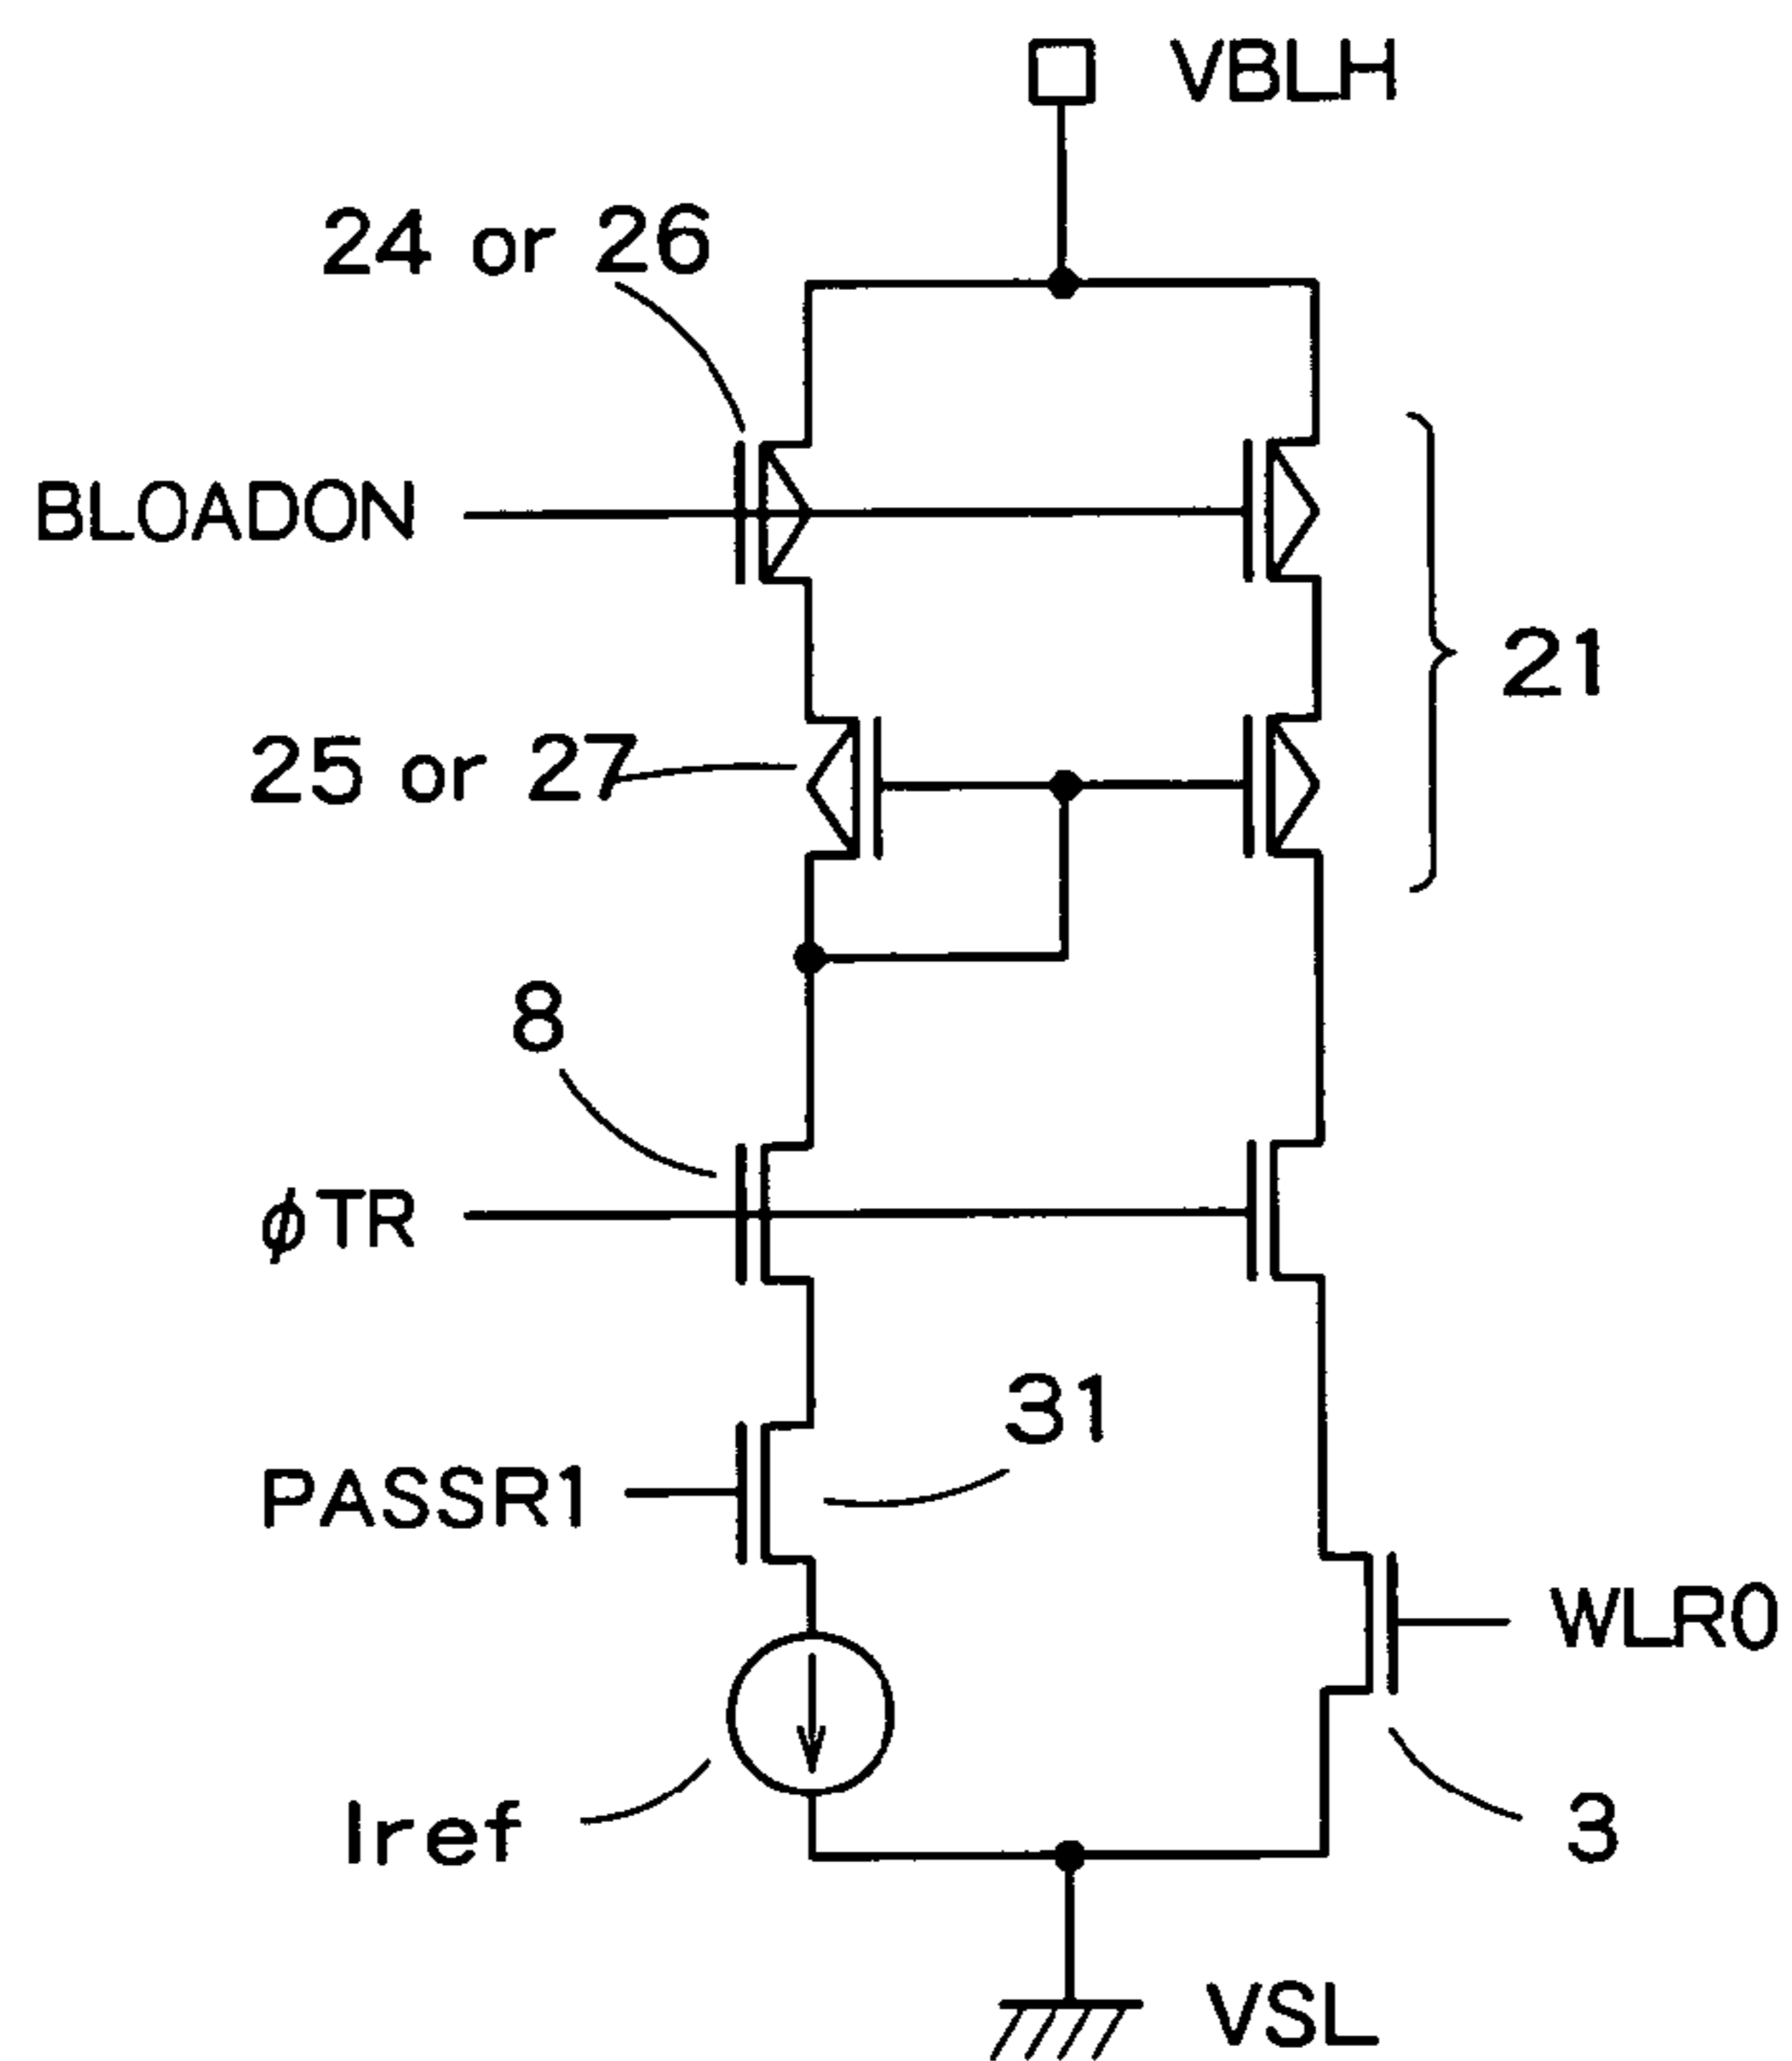 VBLH
24 or 26
BLOADON
21
25 or 27
8
φTR
31
PASSR1
WLR0
Iref
3
VSL